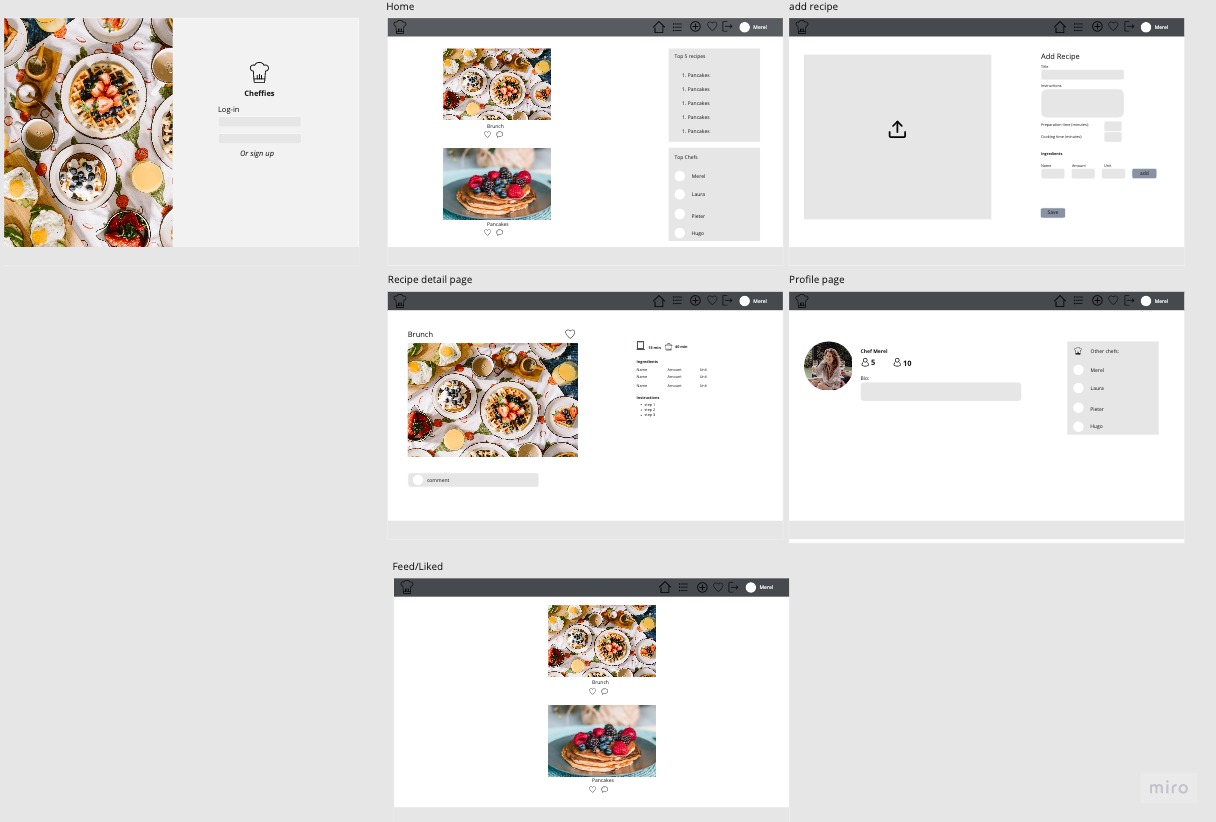 Home
add recipe
Cheffies
Log-in
Or sign up
Merel
Brunch
Pancakes
Top 5 recipes
1. Pancakes
1. Pancakes
1. Pancakes
1. Pancakes
1. Pancakes
Top Chefs
Merel
Laura
Pieter
Hugo
Merel
Add Recipe
Title
Instructions
Preparation time (minutes)
Cooking time (minutes)
Ingredients
Name Amount Unit
add
Save
Recipe detail page
Profile page
Merel
Brunch
15 min 40 min
Ingredients
Name Amount Unit
Name Amount Unit
Name Amount Unit
Instructions
• step 1
• step 2
• step 3
comment
Merel
Chef Merel
5 10
Bio:
Other chefs:
Merel
Laura
Pieter
Hugo
Feed/Liked
Merel
Brunch
Pancakes
miro